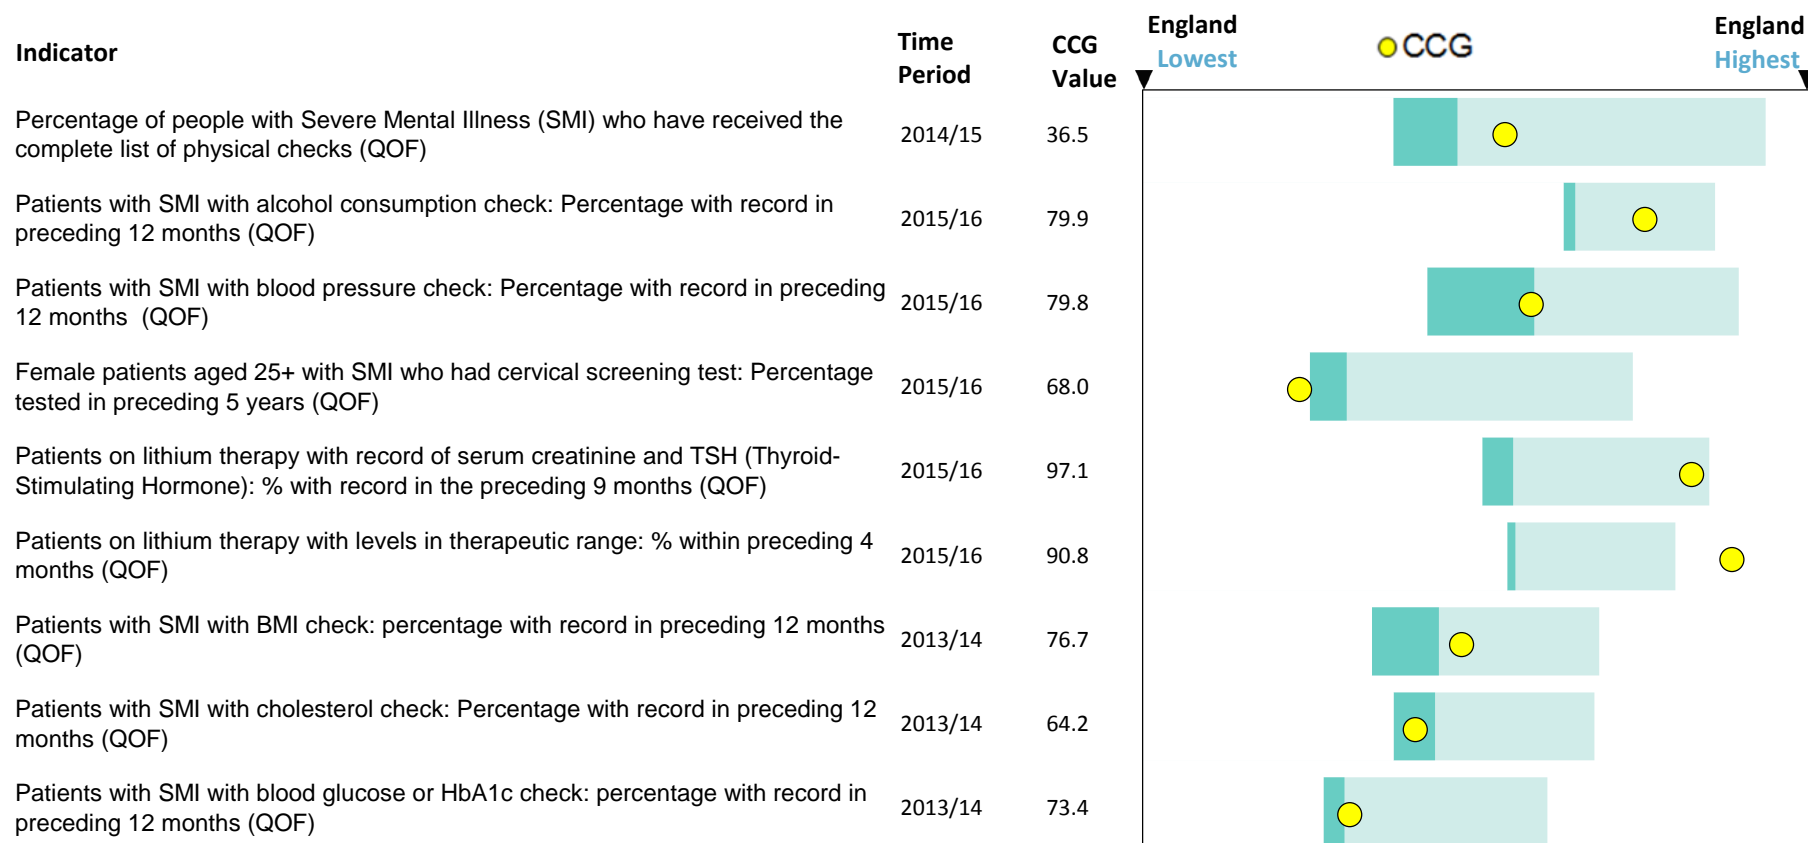 Indicator
Time
Period
CCG
Value
England
Lowest
CCG
England
Highest
Percentage of people with Severe Mental Illness (SMI) who have received the
complete list of physical checks (QOF)
2014/15
36.5
Patients with SMI with alcohol consumption check: Percentage with record in
preceding 12 months (QOF)
2015/16
79.9
Patients with SMI with blood pressure check: Percentage with record in preceding
12 months  (QOF)
2015/16
79.8
Female patients aged 25+ with SMI who had cervical screening test: Percentage
tested in preceding 5 years (QOF)
2015/16
68.0
Patients on lithium therapy with record of serum creatinine and TSH (Thyroid-
Stimulating Hormone): % with record in the preceding 9 months (QOF)
2015/16
97.1
Patients on lithium therapy with levels in therapeutic range: % within preceding 4
months (QOF)
2015/16
90.8
Patients with SMI with BMI check: percentage with record in preceding 12 months
(QOF)
2013/14
76.7
Patients with SMI with cholesterol check: Percentage with record in preceding 12
months (QOF)
2013/14
64.2
Patients with SMI with blood glucose or HbA1c check: percentage with record in
preceding 12 months (QOF)
2013/14
73.4